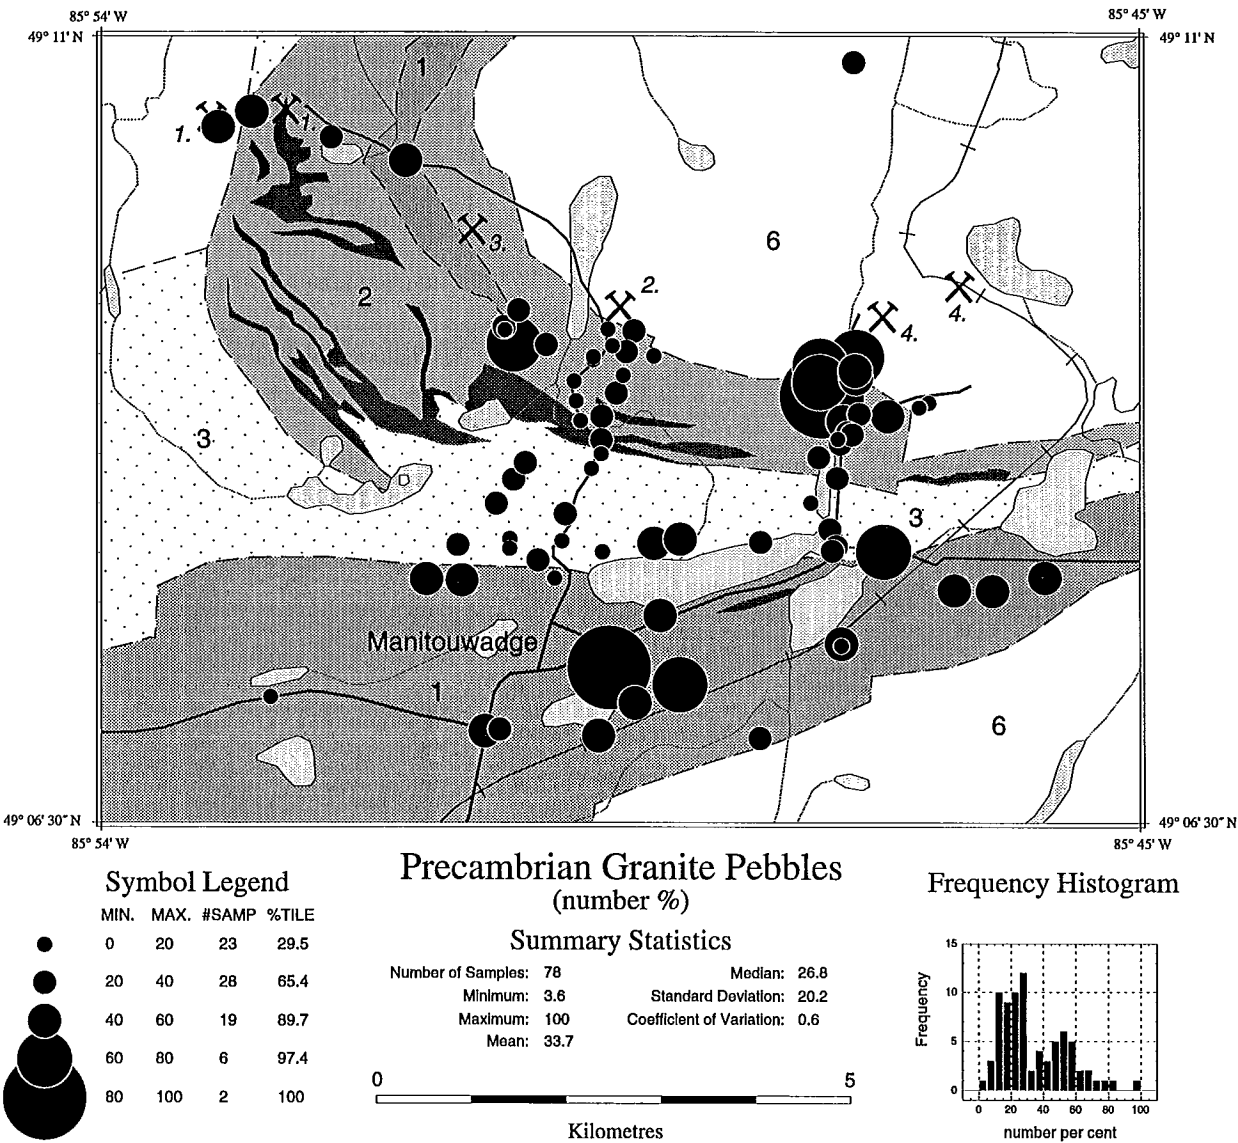 85° 54' W
85° 45' W
49° 11' N
49° 11' N
1
1.
1.
3.
6
2.
2
4.
4.
3
3
Manitouwadge
1
6
49° 06' 30" N
49° 06' 30" N
85° 54' W
85° 45' W
Precambrian Granite Pebbles
(number %)
Symbol Legend
MIN. MAX. #SAMP %TILE
0 20 23 29.5
20 40 28 65.4
40 60 19 89.7
60 80 6 97.4
80 100 2 100
Summary Statistics
Number of Samples: 78
Minimum: 3.6
Maximum: 100
Mean: 33.7
Median: 26.8
Standard Deviation: 20.2
Coefficient of Variation: 0.6
0 5
Kilometres
Frequency Histogram
Frequency
15
10
5
0
0 20 40 60 80 100
number per cent